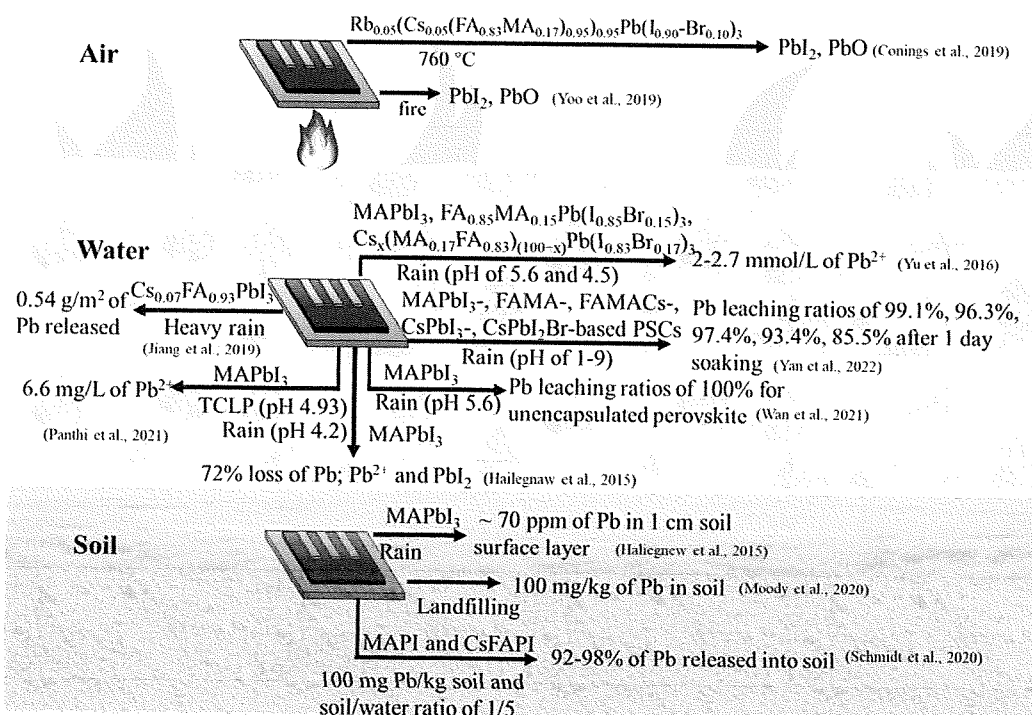 Air
Rb₀.₀₅(Cs₀.₀₅(FA₀.₈₃MA₀.₁₇)₀.₉₅)₀.₉₅Pb(I₀.₉₀-Br₀.₁₀)₃
760 °C
PbI₂, PbO (Conings et al., 2019)
fire
PbI₂, PbO (Yoo et al., 2019)
Water
MAPbI₃, FA₀.₈₅MA₀.₁₅Pb(I₀.₈₅Br₀.₁₅)₃,
Csₓ(MA₀.₁₇FA₀.₈₃)₍₁₀₀₋ₓ₎Pb(I₀.₈₃Br₀.₁₇)₃
Rain (pH of 5.6 and 4.5)
2-2.7 mmol/L of Pb²⁺ (Yu et al., 2016)
0.54 g/m² of
Pb released
Cs₀.₀₇FA₀.₉₃PbI₃
Heavy rain
(Jiang et al., 2019)
MAPbI₃-, FAMA-, FAMACs-,
CsPbI₃-, CsPbI₂Br-based PSCs
Rain (pH of 1-9)
Pb leaching ratios of 99.1%, 96.3%,
97.4%, 93.4%, 85.5% after 1 day
soaking (Yan et al., 2022)
6.6 mg/L of Pb²⁺
MAPbI₃
TCLP (pH 4.93)
(Panthi et al., 2021)
MAPbI₃
Rain (pH 5.6)
Pb leaching ratios of 100% for
unencapsulated perovskite (Wan et al., 2021)
Rain (pH 4.2)
MAPbI₃
72% loss of Pb; Pb²⁺ and PbI₂ (Hailegnaw et al., 2015)
Soil
MAPbI₃
Rain
~ 70 ppm of Pb in 1 cm soil
surface layer (Haliegnew et al., 2015)
Landfilling
100 mg/kg of Pb in soil (Moody et al., 2020)
MAPI and CsFAPI
100 mg Pb/kg soil and
soil/water ratio of 1/5
92-98% of Pb released into soil (Schmidt et al., 2020)